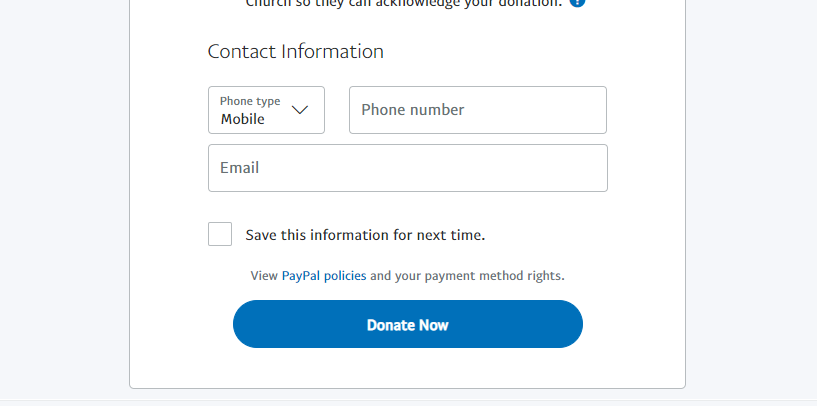 Church so they can acknowledge your donation. ?
Contact Information
Phone type
Mobile
Phone number
Email
Save this information for next time.
View PayPal policies and your payment method rights.
Donate Now